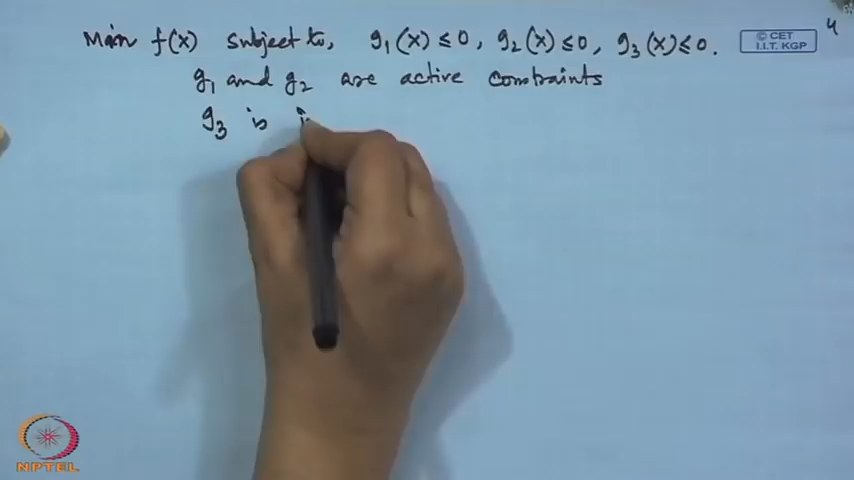 Min f(x) subject to, g₁(x) ≤ 0, g₂(x) ≤ 0, g₃(x) ≤ 0.
© CET
I.I.T. KGP
4
g₁ and g₂ are active constraints
g₃ is i
NPTEL